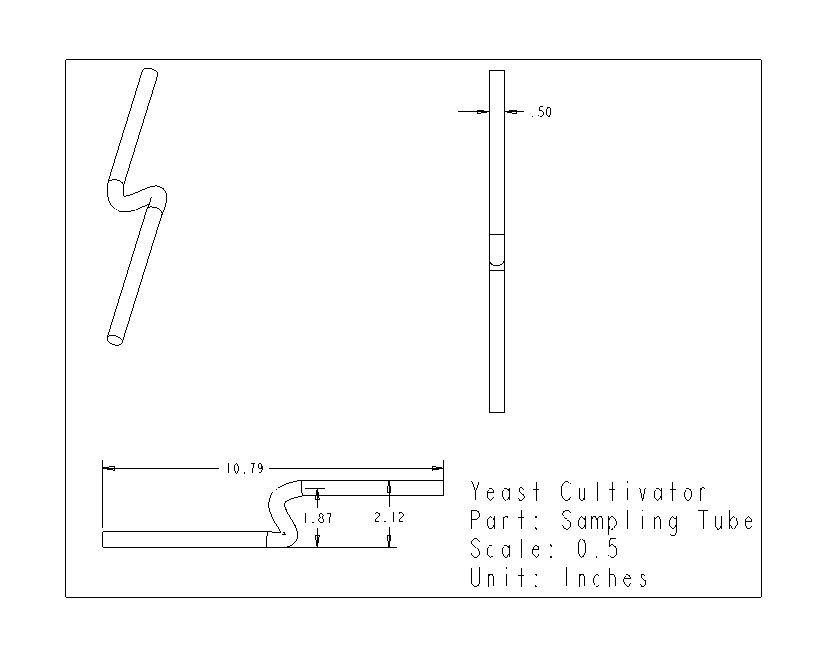 .50
10.79
1.87
2.12
Yeast Cultivator
Part: Sampling Tube
Scale: 0.5
Unit: Inches